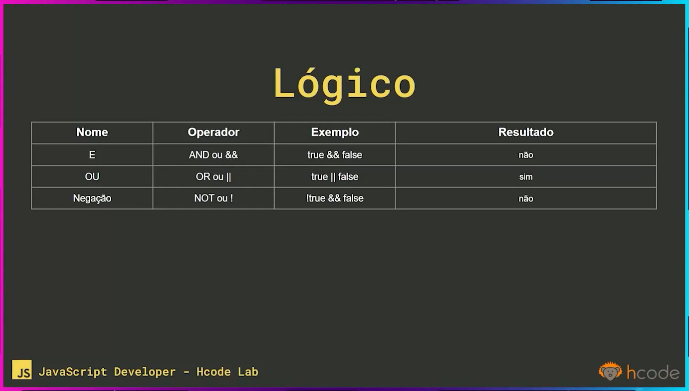 Lógico
Nome Operador Exemplo Resultado
E AND ou && true && false não
OU OR ou || true || false sim
Negação NOT ou ! !true && false não
JS JavaScript Developer - Hcode Lab hcode